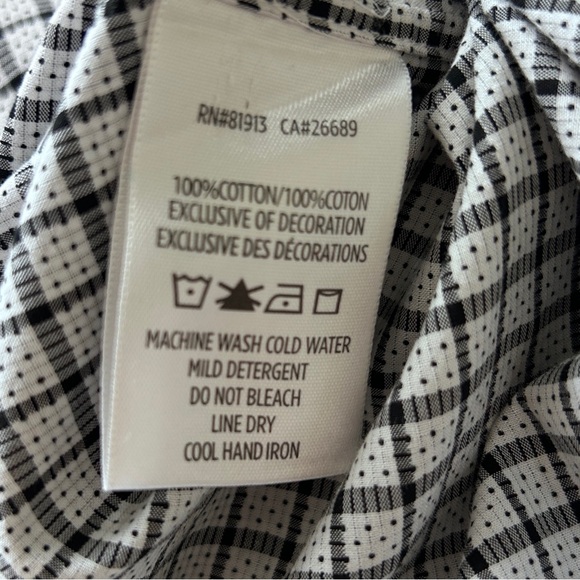 RN#81913 CA#26689
100%COTTON/100%COTON
EXCLUSIVE OF DECORATION
EXCLUSIVE DES DÉCORATIONS
MACHINE WASH COLD WATER
MILD DETERGENT
DO NOT BLEACH
LINE DRY
COOL HAND IRON